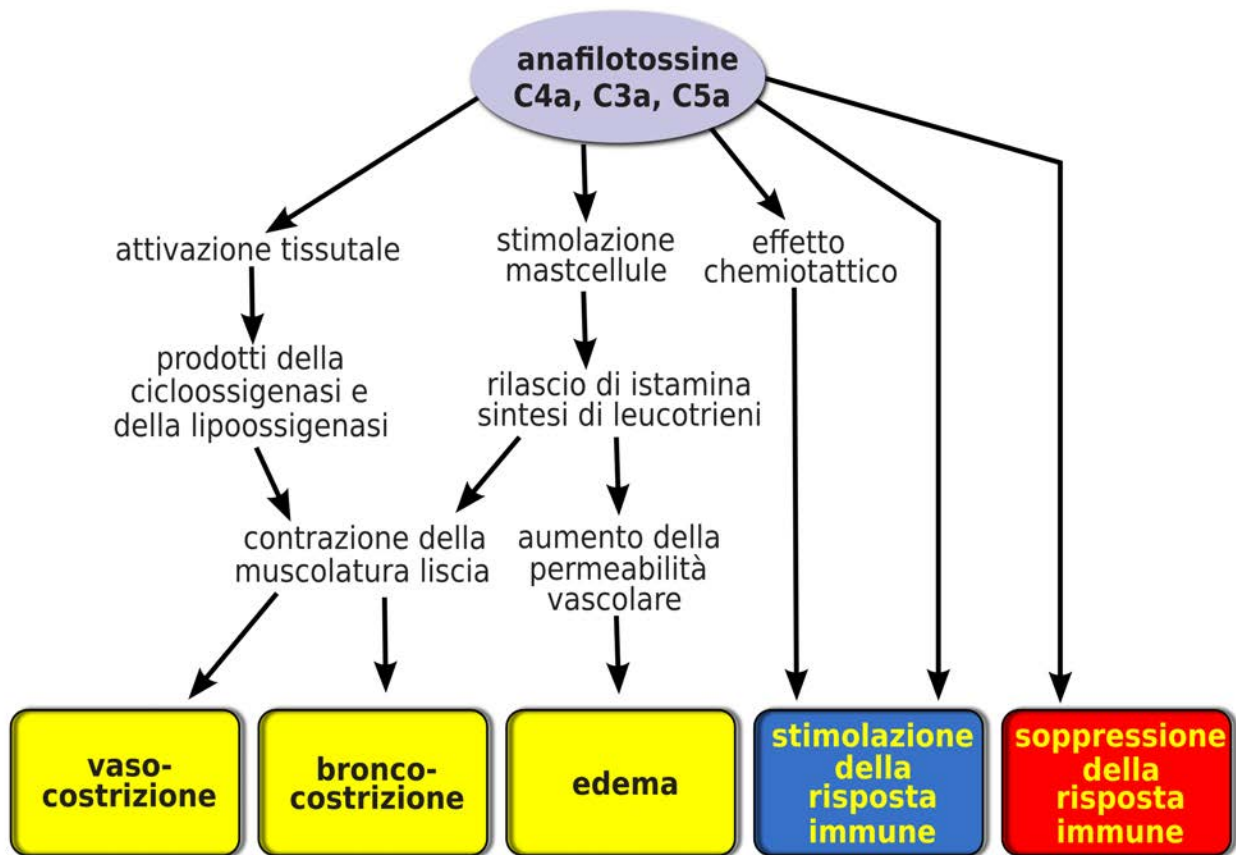 anafilotossine
C4a, C3a, C5a
attivazione tissutale
stimolazione
mastcellule
effetto
chemiotattico
prodotti della
cicloossigenasi e
della lipoossigenasi
rilascio di istamina
sintesi di leucotrieni
contrazione della
muscolatura liscia
aumento della
permeabilità
vascolare
vaso-
costrizione
bronco-
costrizione
edema
stimolazione
della
risposta
immune
soppressione
della
risposta
immune